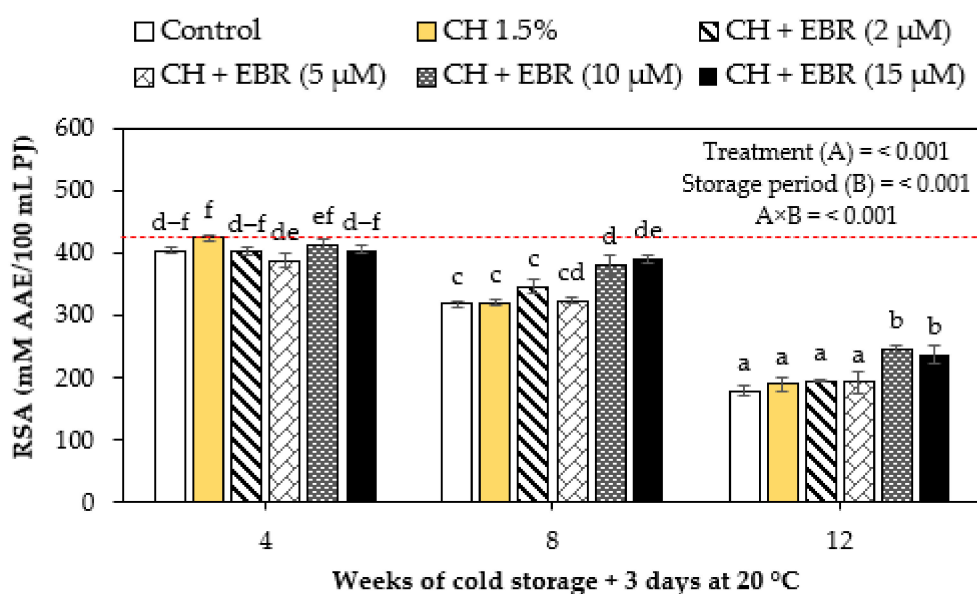 Control CH 1.5% CH + EBR (2 µM)
CH + EBR (5 µM) CH + EBR (10 µM) CH + EBR (15 µM)
RSA (mM AAE/100 mL PJ)
600
500
400
300
200
100
0
Treatment (A) = < 0.001
Storage period (B) = < 0.001
A×B = < 0.001
d–f f d–f de ef d–f
c c c cd d de
a a a a b b
4 8 12
Weeks of cold storage + 3 days at 20 °C